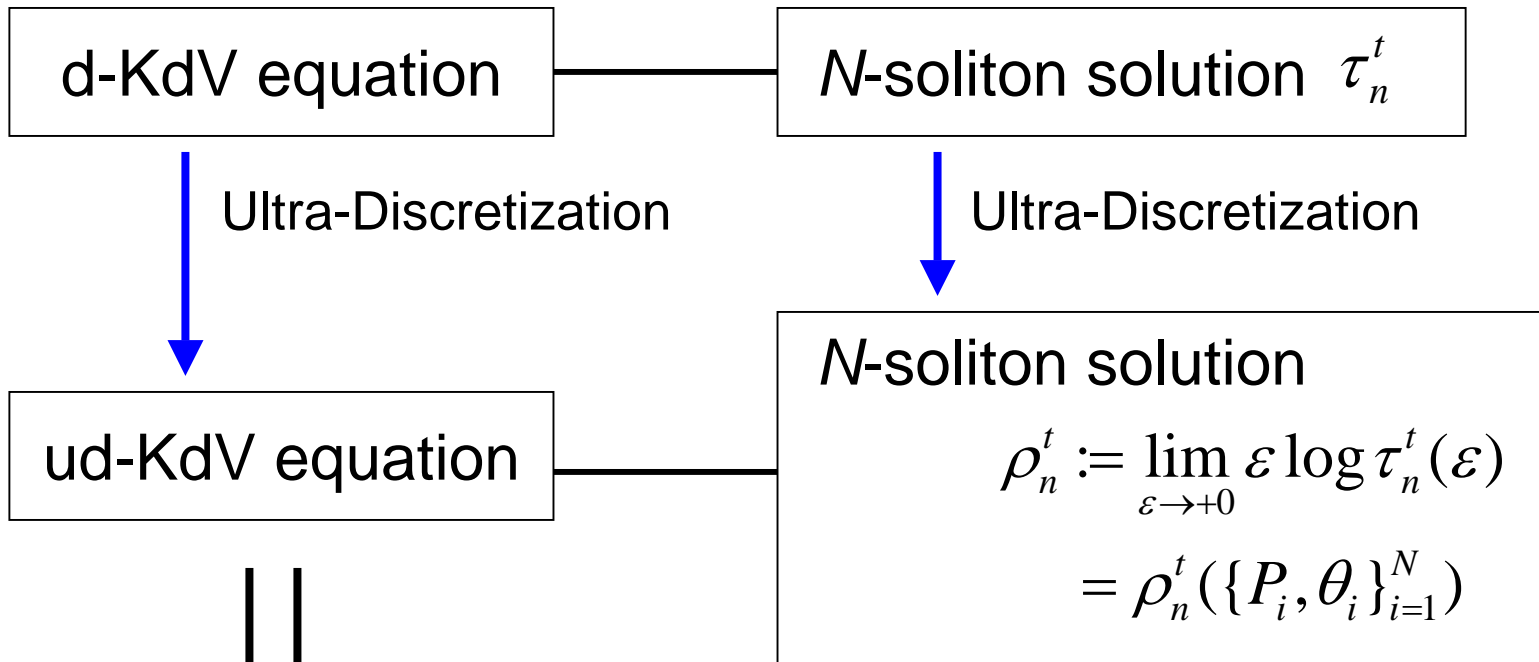 d-KdV equation
N-soliton solution τ_n^t
Ultra-Discretization
Ultra-Discretization
ud-KdV equation
N-soliton solution
ρ_n^t := lim_{ε→+0} ε log τ_n^t(ε)
= ρ_n^t({P_i, θ_i}_{i=1}^N)